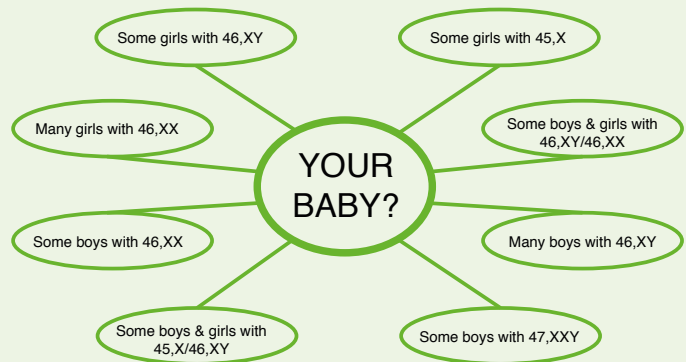 Some girls with 46,XY
Some girls with 45,X
Many girls with 46,XX
Some boys & girls with
46,XY/46,XX
YOUR
BABY?
Some boys with 46,XX
Many boys with 46,XY
Some boys & girls with
45,X/46,XY
Some boys with 47,XXY